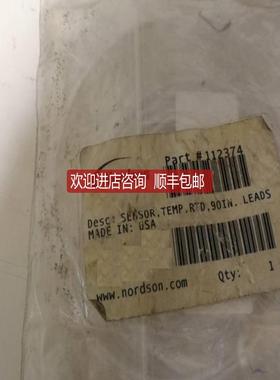 Part #112374
欢迎进店咨询 顺丰包邮
Desc: SENSOR,TEMP,RTD,90IN. LEADS
MADE IN: USA
www.nordson.com
Qty: 1